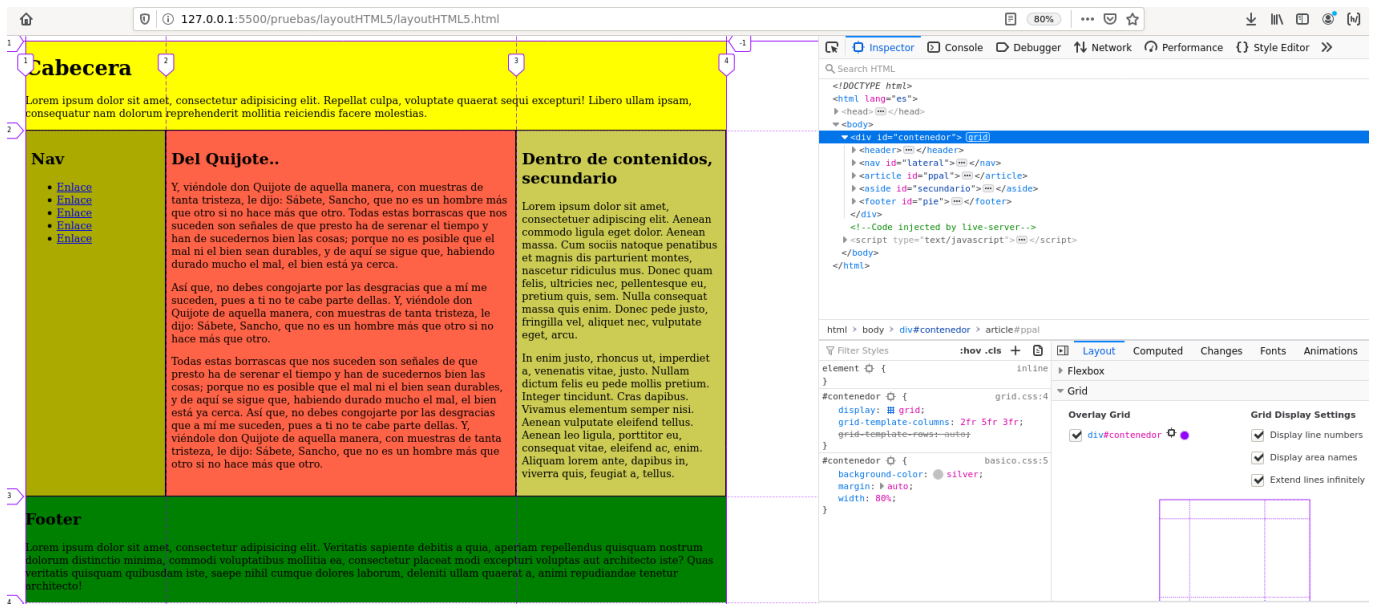 127.0.0.1:5500/pruebas/layoutHTML5/layoutHTML5.html
80%
1
-1
1
2
3
4
Cabecera
Lorem ipsum dolor sit amet, consectetur adipisicing elit. Repellat culpa, voluptate quaerat sequi excepturi! Libero ullam ipsam,
consequatur nam dolorum reprehenderit mollitia reiciendis facere molestias.
2
Nav
Enlace
Enlace
Enlace
Enlace
Enlace
Del Quijote..
Y, viéndole don Quijote de aquella manera, con muestras de
tanta tristeza, le dijo: Sábete, Sancho, que no es un hombre más
que otro si no hace más que otro. Todas estas borrascas que nos
suceden son señales de que presto ha de serenar el tiempo y
han de sucedernos bien las cosas; porque no es posible que el
mal ni el bien sean durables, y de aquí se sigue que, habiendo
durado mucho el mal, el bien está ya cerca.
Así que, no debes congojarte por las desgracias que a mí me
suceden, pues a ti no te cabe parte dellas. Y, viéndole don
Quijote de aquella manera, con muestras de tanta tristeza, le
dijo: Sábete, Sancho, que no es un hombre más que otro si no
hace más que otro.
Todas estas borrascas que nos suceden son señales de que
presto ha de serenar el tiempo y han de sucedernos bien las
cosas; porque no es posible que el mal ni el bien sean durables,
y de aquí se sigue que, habiendo durado mucho el mal, el bien
está ya cerca. Así que, no debes congojarte por las desgracias
que a mí me suceden, pues a ti no te cabe parte dellas. Y,
viéndole don Quijote de aquella manera, con muestras de tanta
tristeza, le dijo: Sábete, Sancho, que no es un hombre más que
otro si no hace más que otro.
Dentro de contenidos,
secundario
Lorem ipsum dolor sit amet,
consectetuer adipiscing elit. Aenean
commodo ligula eget dolor. Aenean
massa. Cum sociis natoque penatibus
et magnis dis parturient montes,
nascetur ridiculus mus. Donec quam
felis, ultricies nec, pellentesque eu,
pretium quis, sem. Nulla consequat
massa quis enim. Donec pede justo,
fringilla vel, aliquet nec, vulputate
eget, arcu.
In enim justo, rhoncus ut, imperdiet
a, venenatis vitae, justo. Nullam
dictum felis eu pede mollis pretium.
Integer tincidunt. Cras dapibus.
Vivamus elementum semper nisi.
Aenean vulputate eleifend tellus.
Aenean leo ligula, porttitor eu,
consequat vitae, eleifend ac, enim.
Aliquam lorem ante, dapibus in,
viverra quis, feugiat a, tellus.
3
Footer
Lorem ipsum dolor sit amet, consectetur adipisicing elit. Veritatis sapiente debitis a quia, aperiam repellendus quisquam nostrum
dolorum distinctio minima, commodi voluptatibus mollitia ea, consectetur placeat modi excepturi voluptas aut architecto iste? Quas
veritatis quisquam quibusdam iste, saepe nihil cumque dolores laborum, deleniti ullam quaerat a, animi repudiandae tenetur
architecto!
4
Inspector Console Debugger Network Performance Style Editor
Search HTML
<!DOCTYPE html>
<html lang="es">
<head></head>
<body>
<div id="contenedor"> grid
<header></header>
<nav id="lateral"></nav>
<article id="ppal"></article>
<aside id="secundario"></aside>
<footer id="pie"></footer>
</div>
<!--Code injected by live-server-->
<script type="text/javascript"></script>
</body>
</html>
html > body > div#contenedor > article#ppal
Filter Styles :hov .cls +
element { inline
}
#contenedor { grid.css:4
display: grid;
grid-template-columns: 2fr 5fr 3fr;
grid-template-rows: auto;
}
#contenedor { basico.css:5
background-color: silver;
margin: auto;
width: 80%;
}
Layout Computed Changes Fonts Animations
Flexbox
Grid
Overlay Grid
div#contenedor
Grid Display Settings
Display line numbers
Display area names
Extend lines infinitely